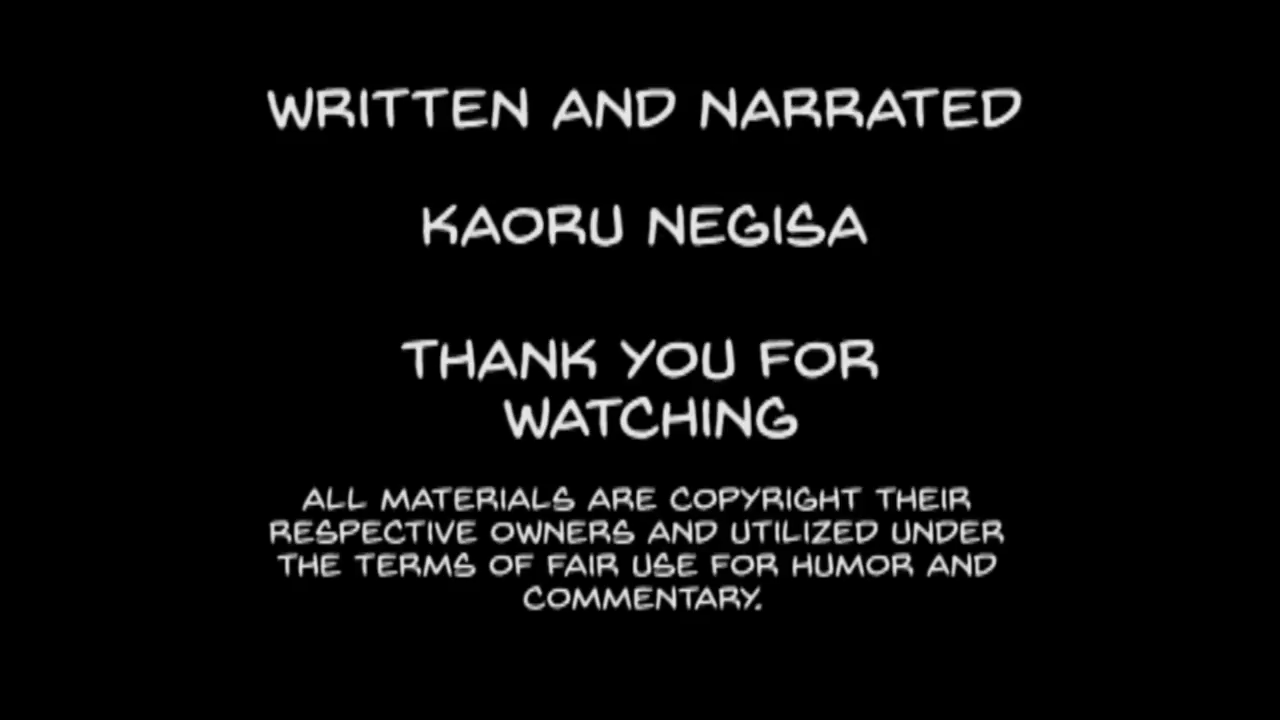 WRITTEN AND NARRATED
KAORU NEGISA
THANK YOU FOR
WATCHING
ALL MATERIALS ARE COPYRIGHT THEIR
RESPECTIVE OWNERS AND UTILIZED UNDER
THE TERMS OF FAIR USE FOR HUMOR AND
COMMENTARY.